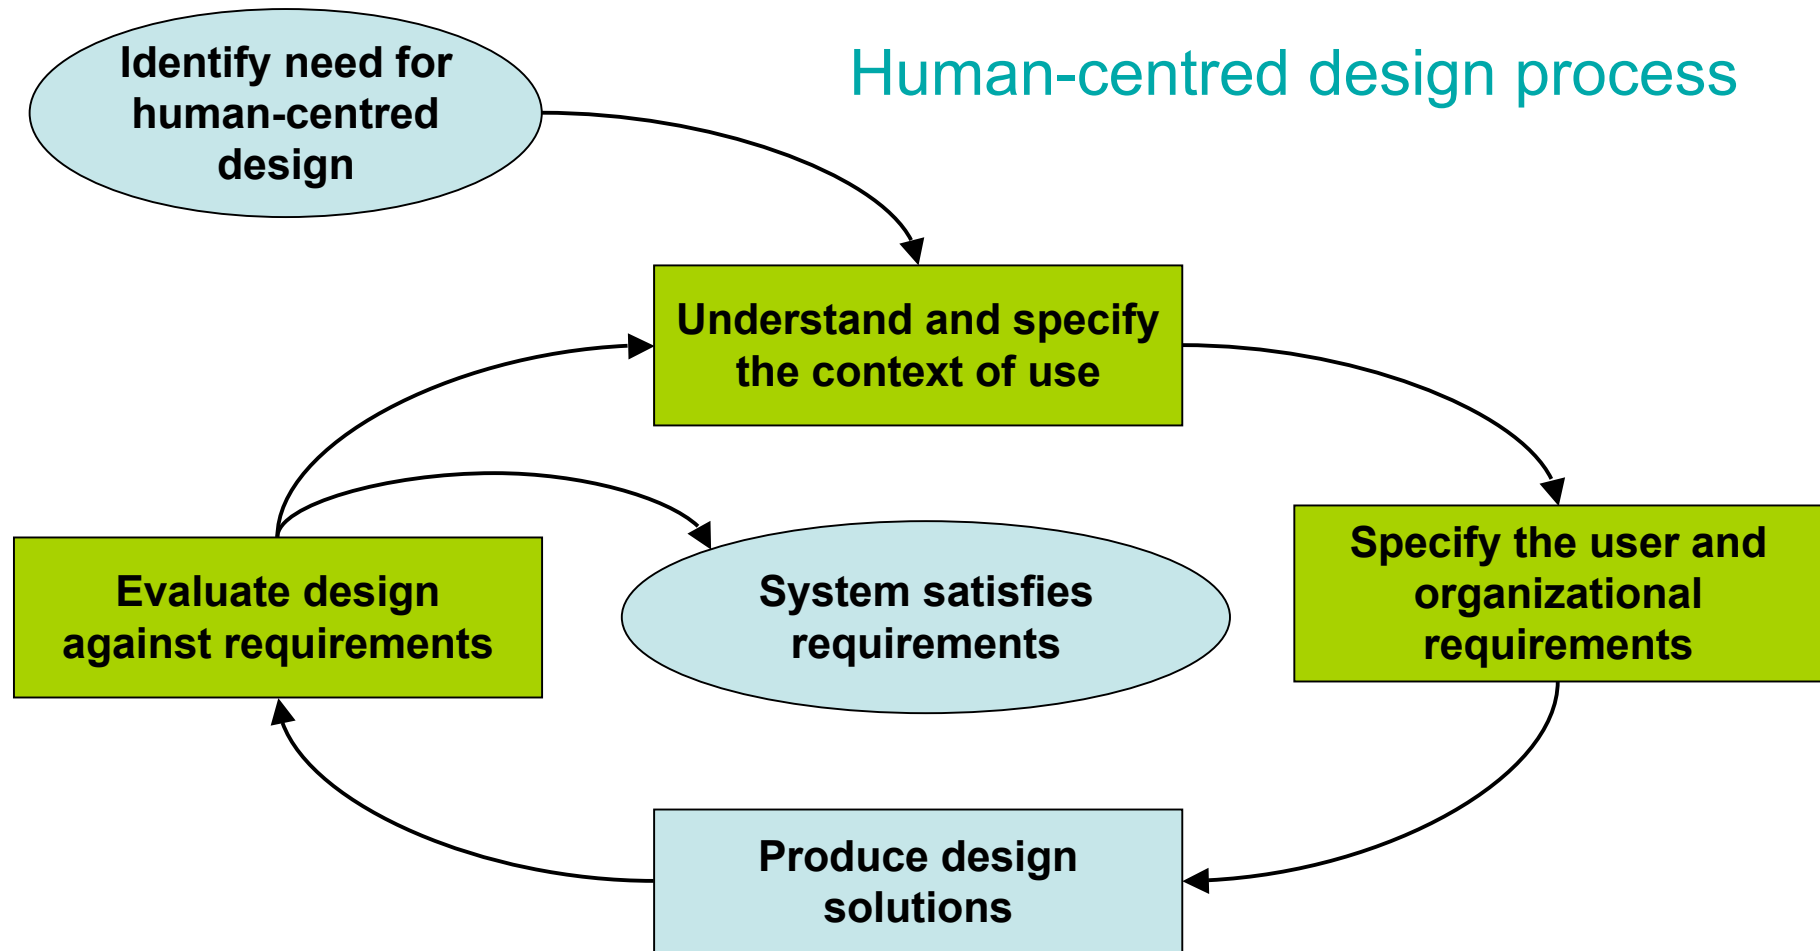 Identify need for
human-centred
design
Human-centred design process
Understand and specify
the context of use
Specify the user and
organizational
requirements
Evaluate design
against requirements
System satisfies
requirements
Produce design
solutions